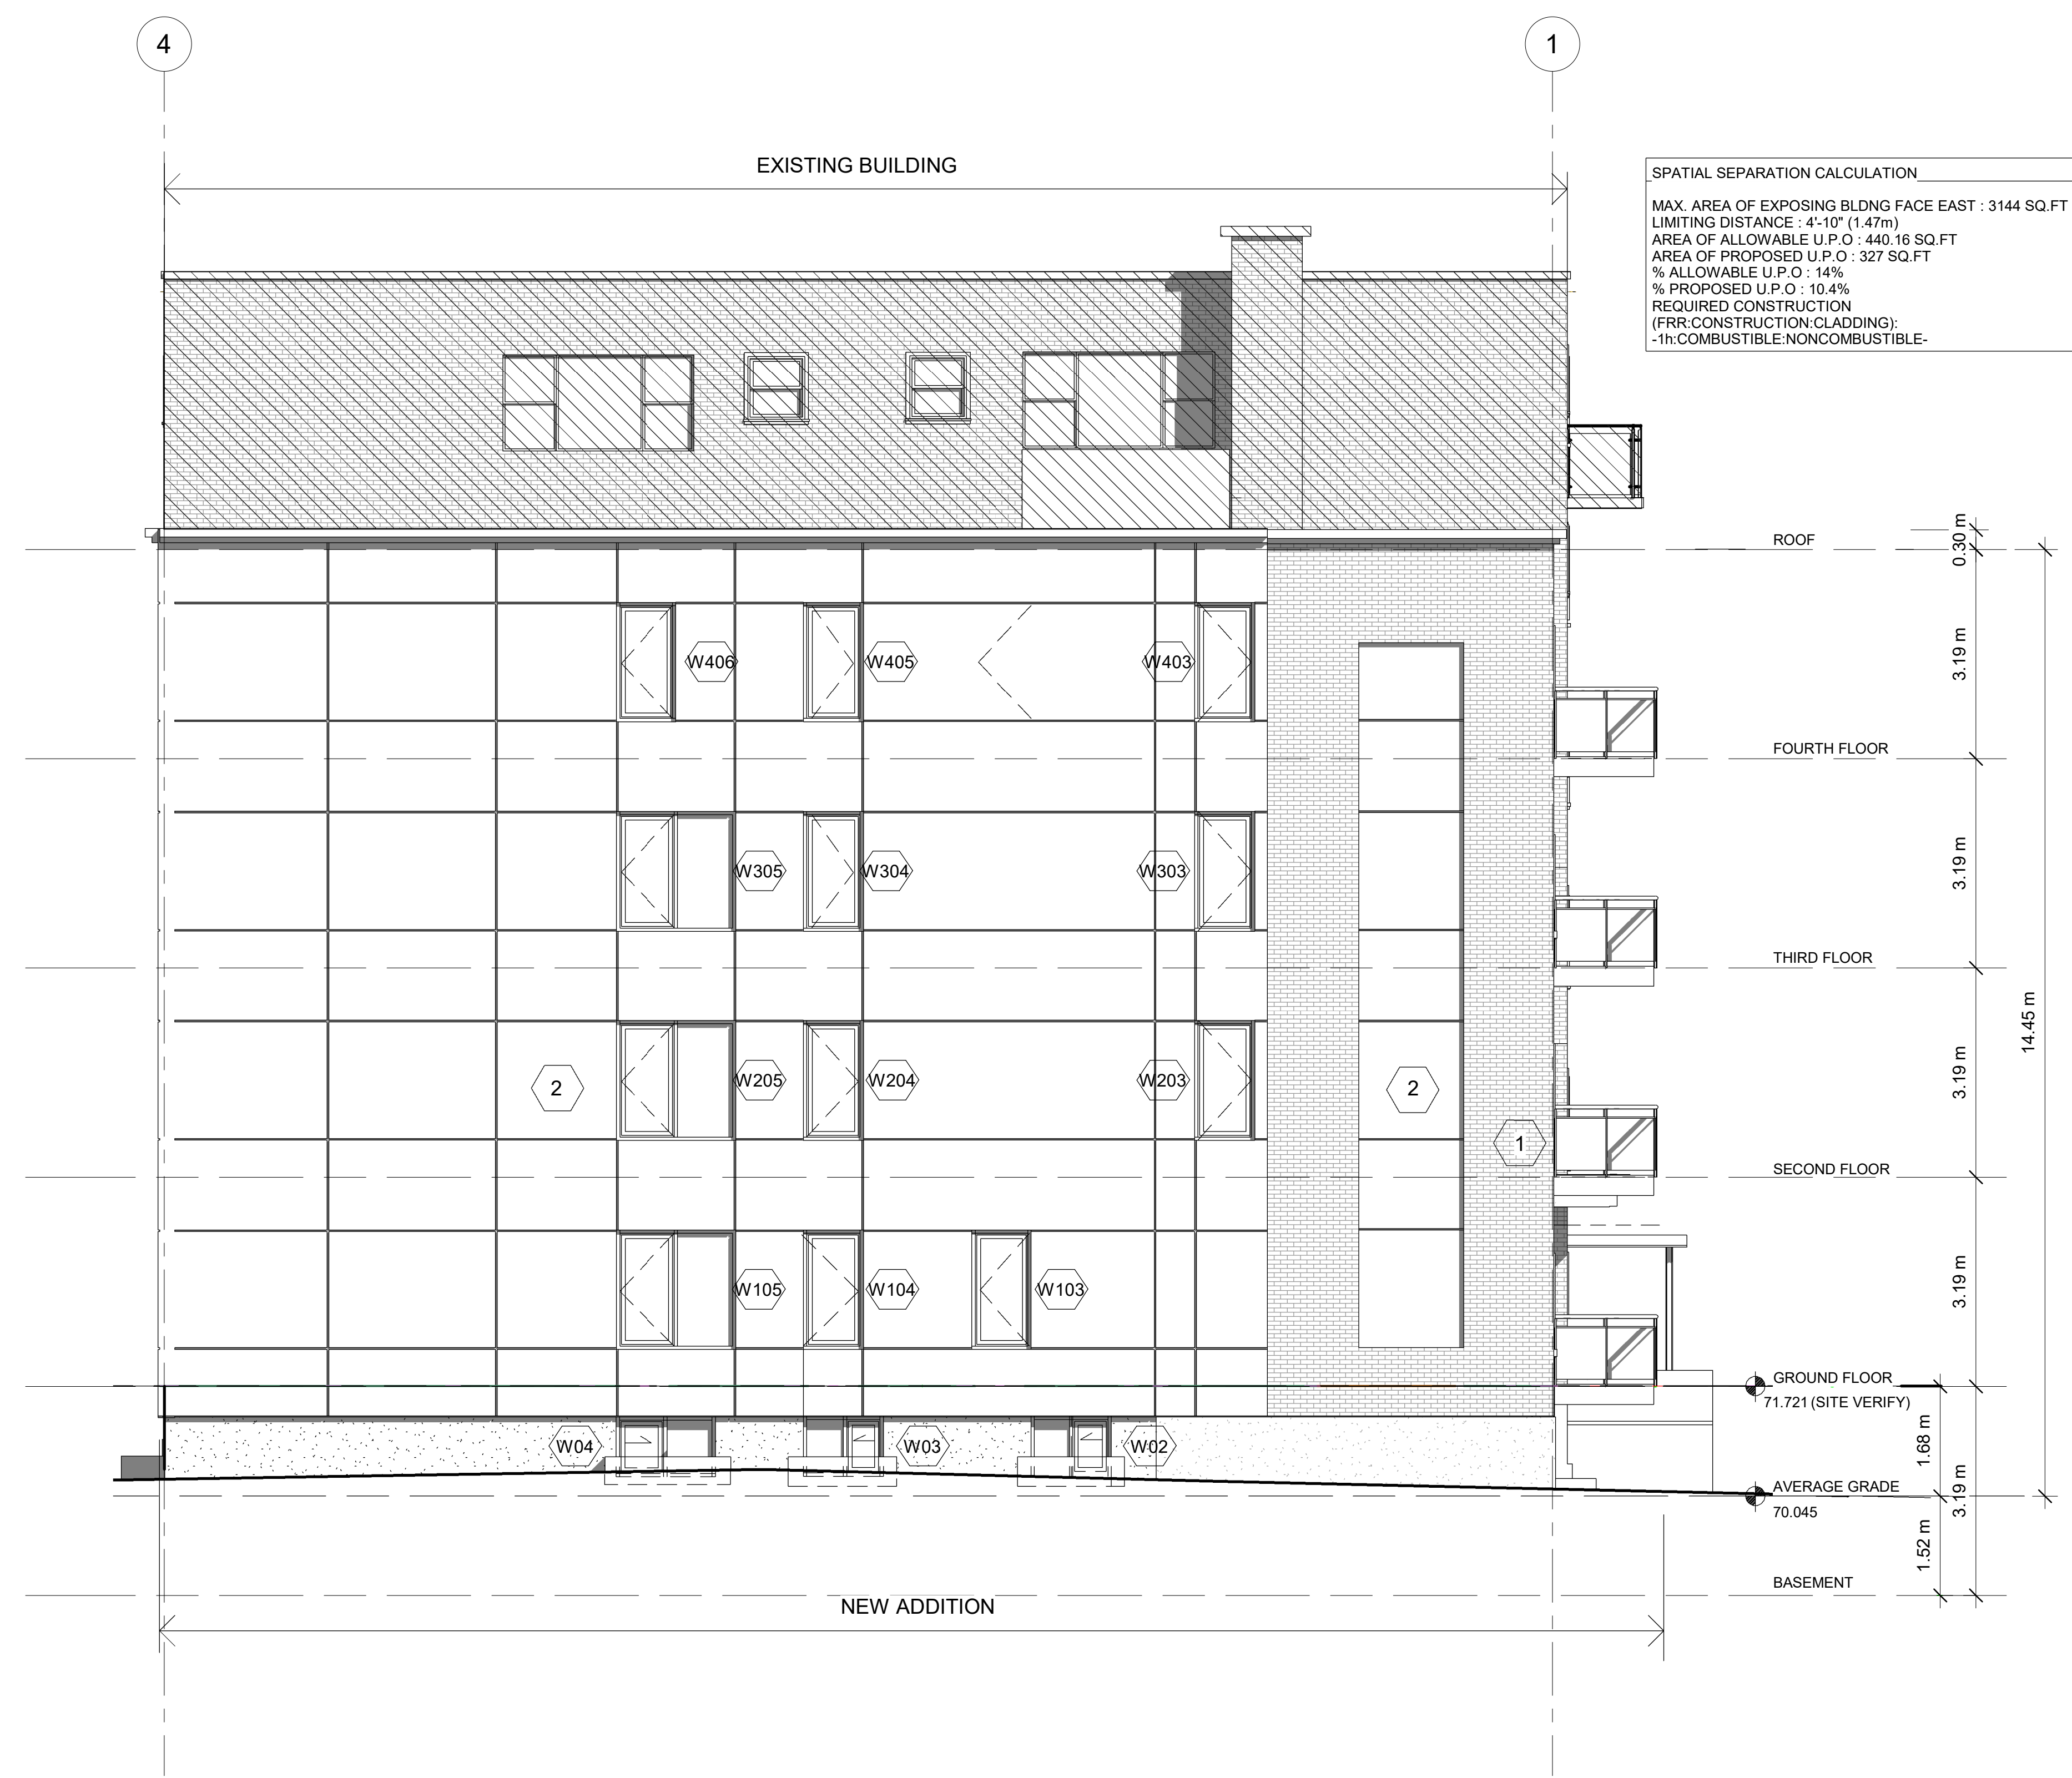 4
1
EXISTING BUILDING
SPATIAL SEPARATION CALCULATION
MAX. AREA OF EXPOSING BLDNG FACE EAST : 3144 SQ.FT
LIMITING DISTANCE : 4'-10" (1.47m)
AREA OF ALLOWABLE U.P.O : 440.16 SQ.FT
AREA OF PROPOSED U.P.O : 327 SQ.FT
% ALLOWABLE U.P.O : 14%
% PROPOSED U.P.O : 10.4%
REQUIRED CONSTRUCTION
(FRR:CONSTRUCTION:CLADDING):
-1h:COMBUSTIBLE:NONCOMBUSTIBLE-
ROOF
0.30 m
W406
W405
W403
3.19 m
FOURTH FLOOR
W305
W304
W303
3.19 m
THIRD FLOOR
14.45 m
2
W205
W204
W203
2
1
3.19 m
SECOND FLOOR
W105
W104
W103
3.19 m
GROUND FLOOR
71.721 (SITE VERIFY)
W04
W03
W02
1.68 m
AVERAGE GRADE
70.045
3.19 m
1.52 m
BASEMENT
NEW ADDITION